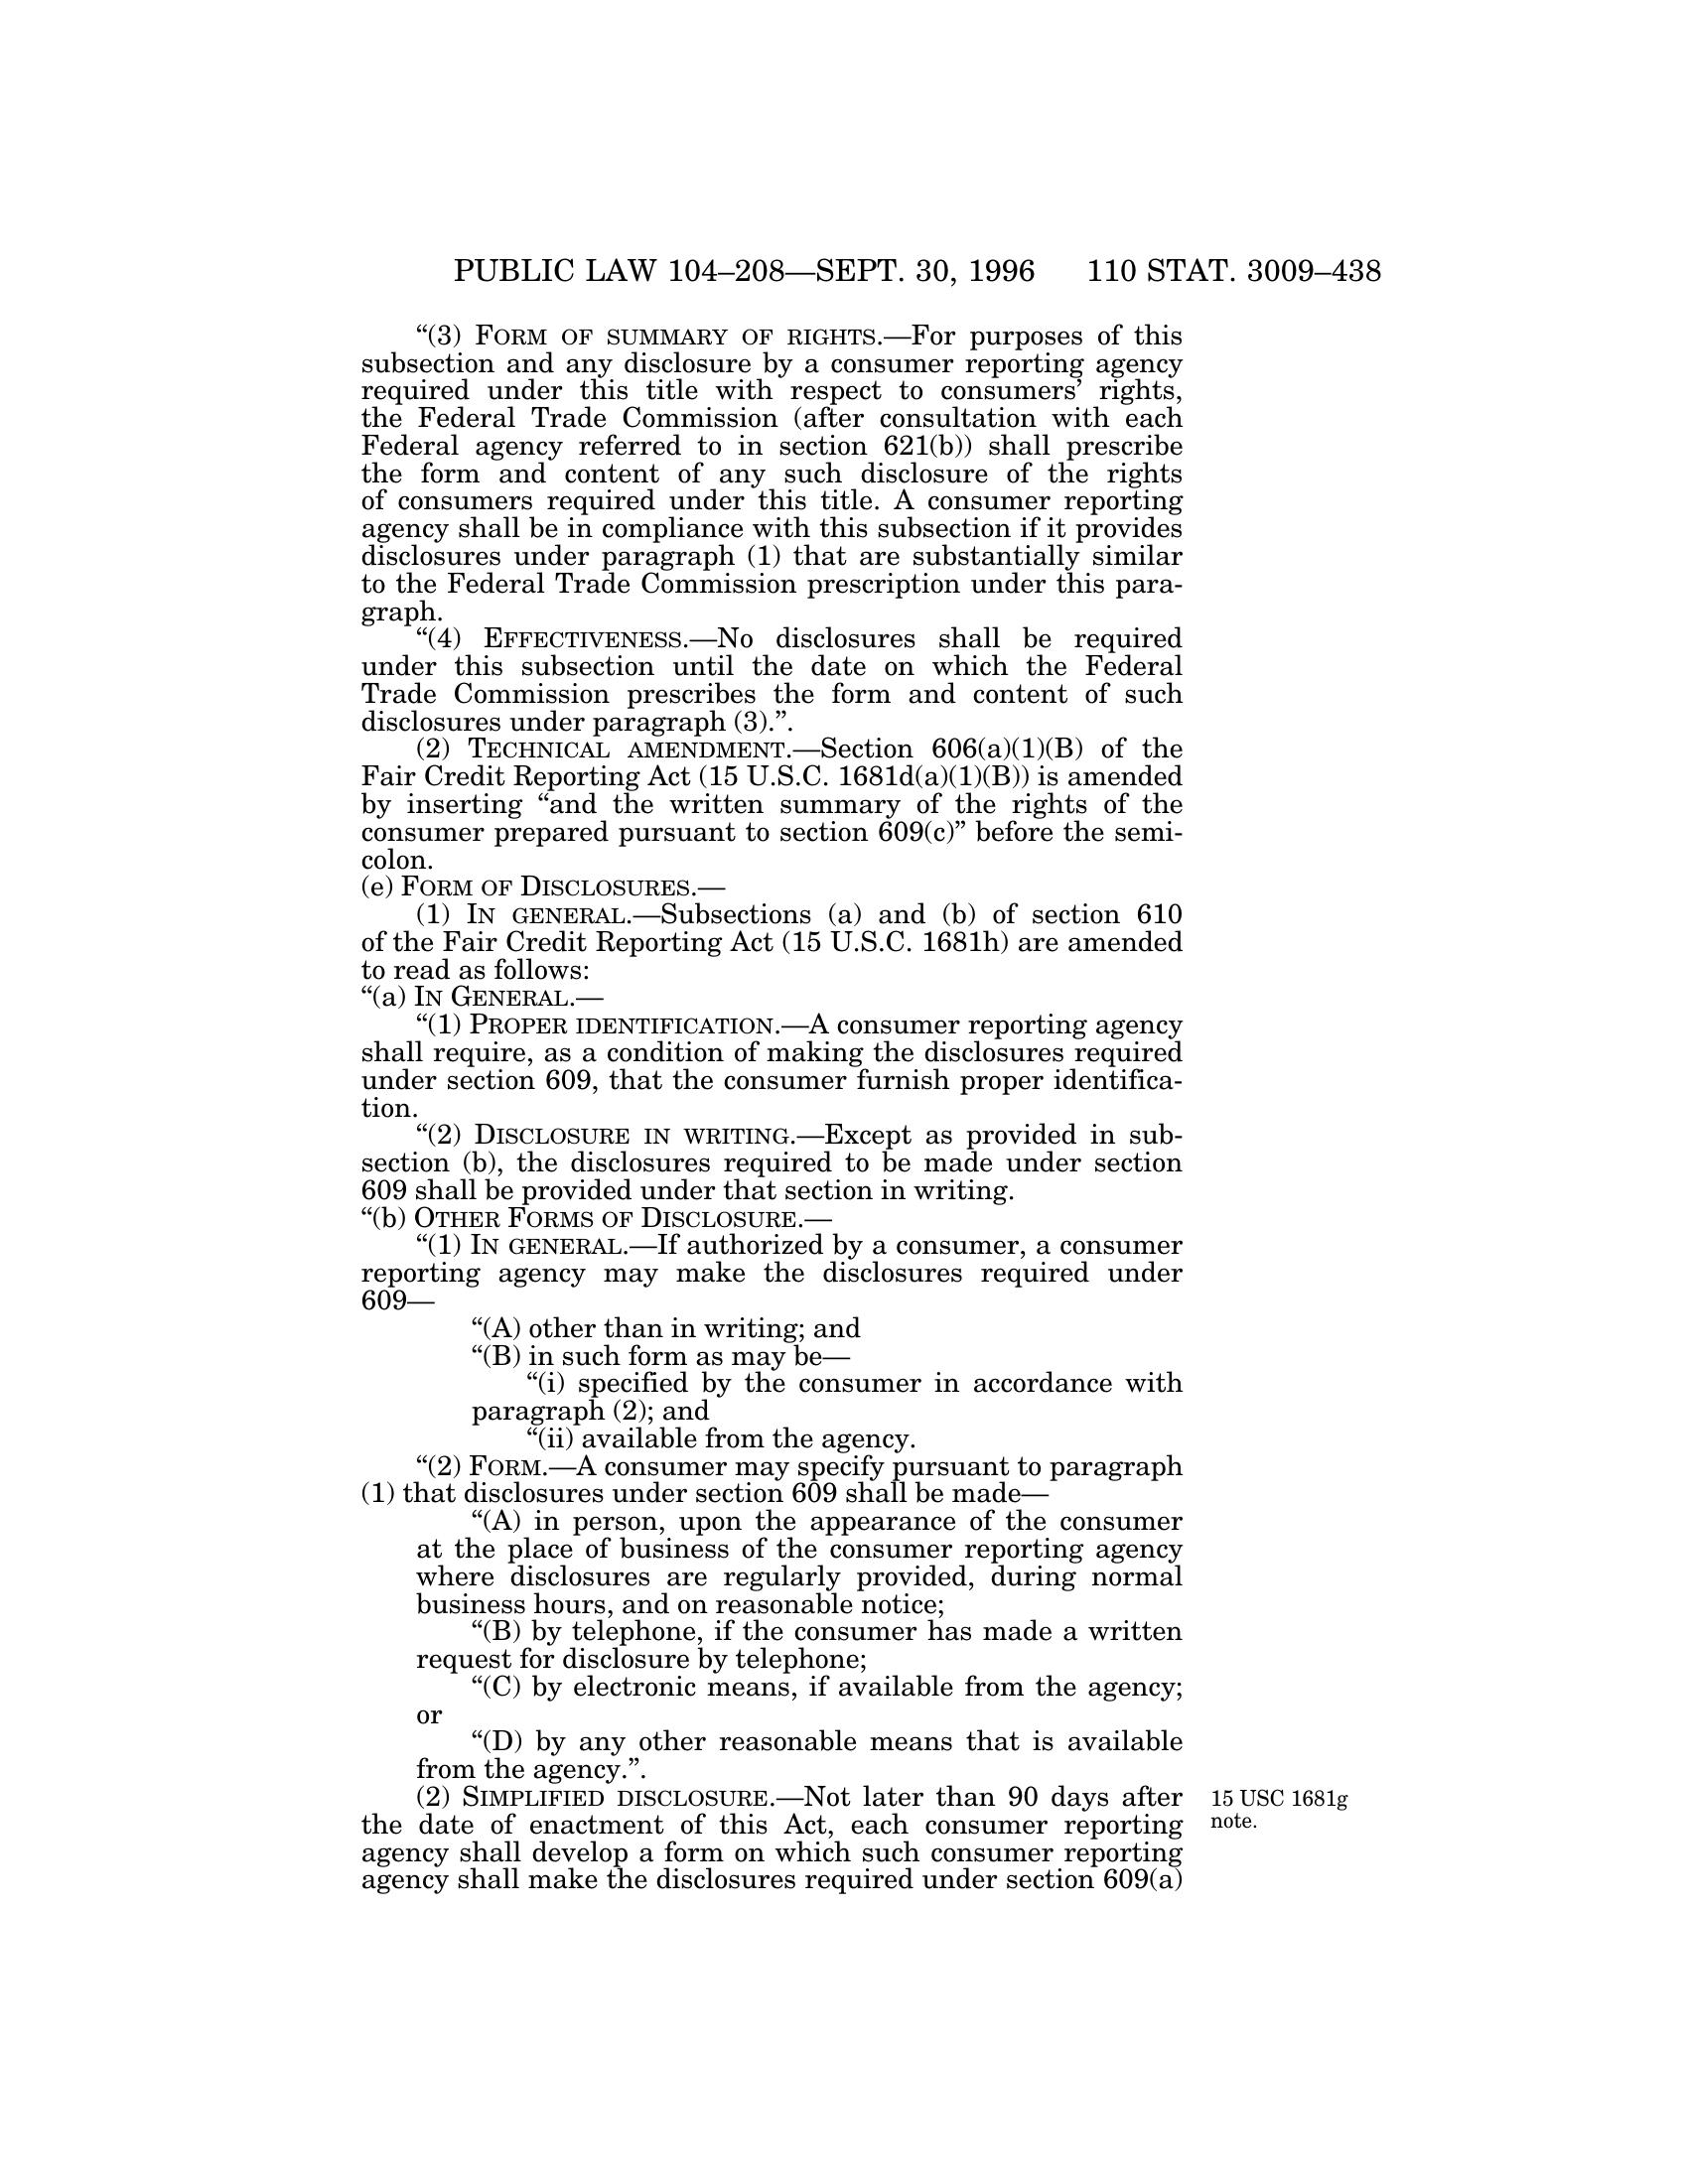 PUBLIC LAW 104–208—SEPT. 30, 1996 110 STAT. 3009–438
“(3) FORM OF SUMMARY OF RIGHTS.—For purposes of this
subsection and any disclosure by a consumer reporting agency
required under this title with respect to consumers’ rights,
the Federal Trade Commission (after consultation with each
Federal agency referred to in section 621(b)) shall prescribe
the form and content of any such disclosure of the rights
of consumers required under this title. A consumer reporting
agency shall be in compliance with this subsection if it provides
disclosures under paragraph (1) that are substantially similar
to the Federal Trade Commission prescription under this para-
graph.
“(4) EFFECTIVENESS.—No disclosures shall be required
under this subsection until the date on which the Federal
Trade Commission prescribes the form and content of such
disclosures under paragraph (3).”.
(2) TECHNICAL AMENDMENT.—Section 606(a)(1)(B) of the
Fair Credit Reporting Act (15 U.S.C. 1681d(a)(1)(B)) is amended
by inserting “and the written summary of the rights of the
consumer prepared pursuant to section 609(c)” before the semi-
colon.
(e) FORM OF DISCLOSURES.—
(1) IN GENERAL.—Subsections (a) and (b) of section 610
of the Fair Credit Reporting Act (15 U.S.C. 1681h) are amended
to read as follows:
“(a) IN GENERAL.—
“(1) PROPER IDENTIFICATION.—A consumer reporting agency
shall require, as a condition of making the disclosures required
under section 609, that the consumer furnish proper identifica-
tion.
“(2) DISCLOSURE IN WRITING.—Except as provided in sub-
section (b), the disclosures required to be made under section
609 shall be provided under that section in writing.
“(b) OTHER FORMS OF DISCLOSURE.—
“(1) IN GENERAL.—If authorized by a consumer, a consumer
reporting agency may make the disclosures required under
609—
“(A) other than in writing; and
“(B) in such form as may be—
“(i) specified by the consumer in accordance with
paragraph (2); and
“(ii) available from the agency.
“(2) FORM.—A consumer may specify pursuant to paragraph
(1) that disclosures under section 609 shall be made—
“(A) in person, upon the appearance of the consumer
at the place of business of the consumer reporting agency
where disclosures are regularly provided, during normal
business hours, and on reasonable notice;
“(B) by telephone, if the consumer has made a written
request for disclosure by telephone;
“(C) by electronic means, if available from the agency;
or
“(D) by any other reasonable means that is available
from the agency.”.
(2) SIMPLIFIED DISCLOSURE.—Not later than 90 days after
the date of enactment of this Act, each consumer reporting
agency shall develop a form on which such consumer reporting
agency shall make the disclosures required under section 609(a)
15 USC 1681g
note.